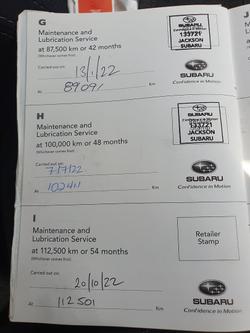 G
Maintenance and
Lubrication Service
at 87,500 km or 42 months
(Whichever comes first)
SUBARU
133721
JACKSON
SUBARU
Carried out on:
13/1/22
At 89091 Km
SUBARU
Confidence in Motion
H
Maintenance and
Lubrication Service
at 100,000 km or 48 months
(Whichever comes first)
SUBARU
133721
JACKSON
SUBARU
Carried out on:
At 102411 Km
SUBARU
Confidence in Motion
I
Maintenance and
Lubrication Service
at 112,500 km or 54 months
(Whichever comes first)
Retailer
Stamp
Carried out on:
20/10/22
At 112501 Km
SUBARU
Confidence in Motion